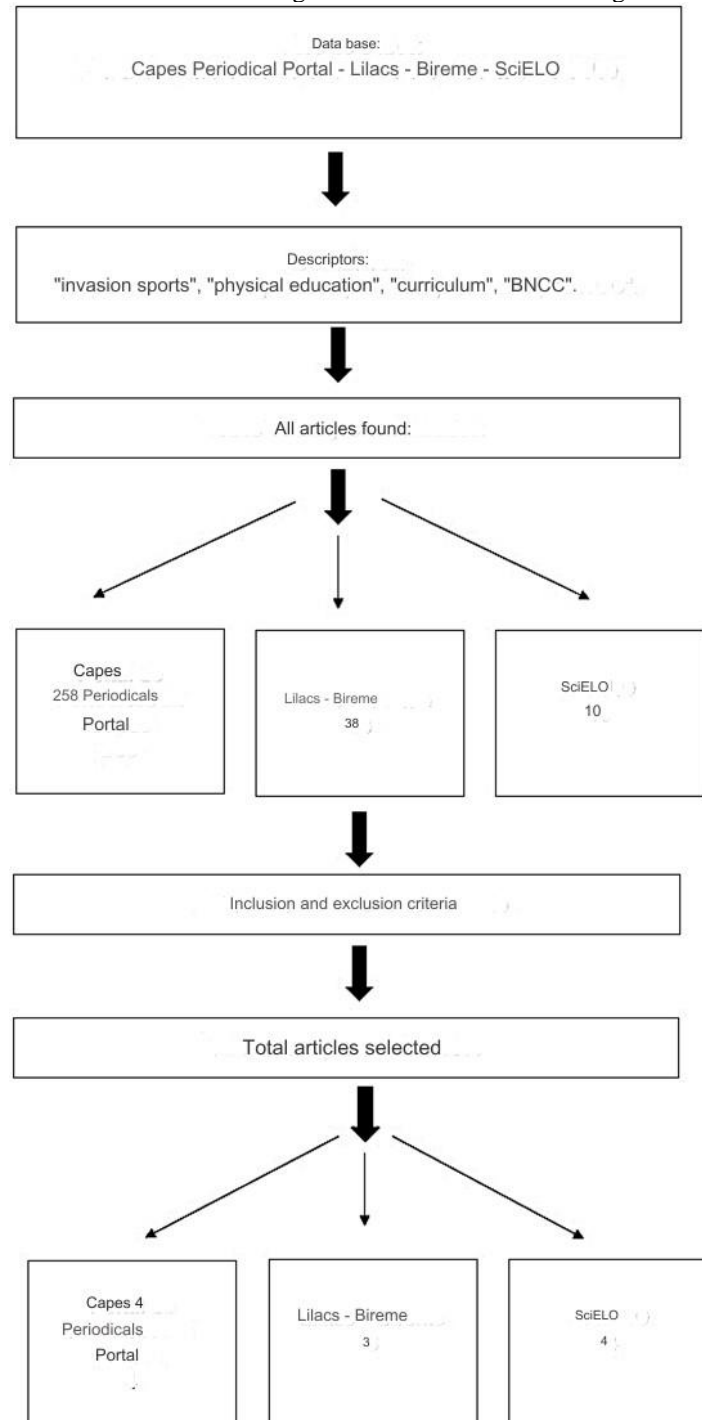 Data base:
Capes Periodical Portal - Lilacs - Bireme - SciELO
Descriptors:
"invasion sports", "physical education", "curriculum", "BNCC".
All articles found:
Capes
258 Periodicals
Portal
Lilacs - Bireme
38
SciELO
10
Inclusion and exclusion criteria
Total articles selected
Capes 4
Periodicals
Portal
Lilacs - Bireme
3
SciELO
4